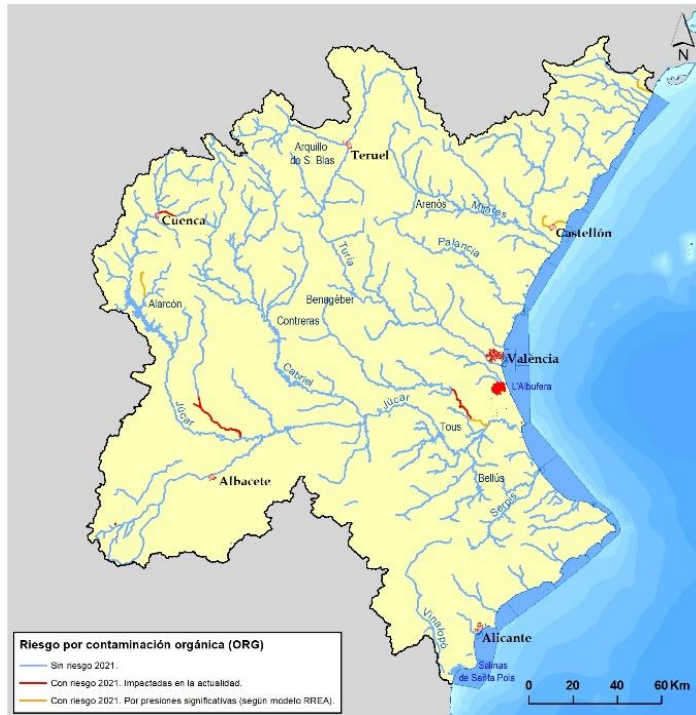 N
Arquillo
de S. Blas
Teruel
Cuenca
Arenós
Mijares
Castellón
Palancia
Turia
Alarcón
Benagéber
Contreras
València
Cabriel
L'Albufera
Júcar
Júcar
Tous
Albacete
Bellús
Serpis
Vinalopó
Alicante
Salinas
de Santa Pola
Riesgo por contaminación orgánica (ORG)
Sin riesgo 2021.
Con riesgo 2021. Impactadas en la actualidad.
Con riesgo 2021. Por presiones significativas (según modelo RREA).
0 20 40 60 Km